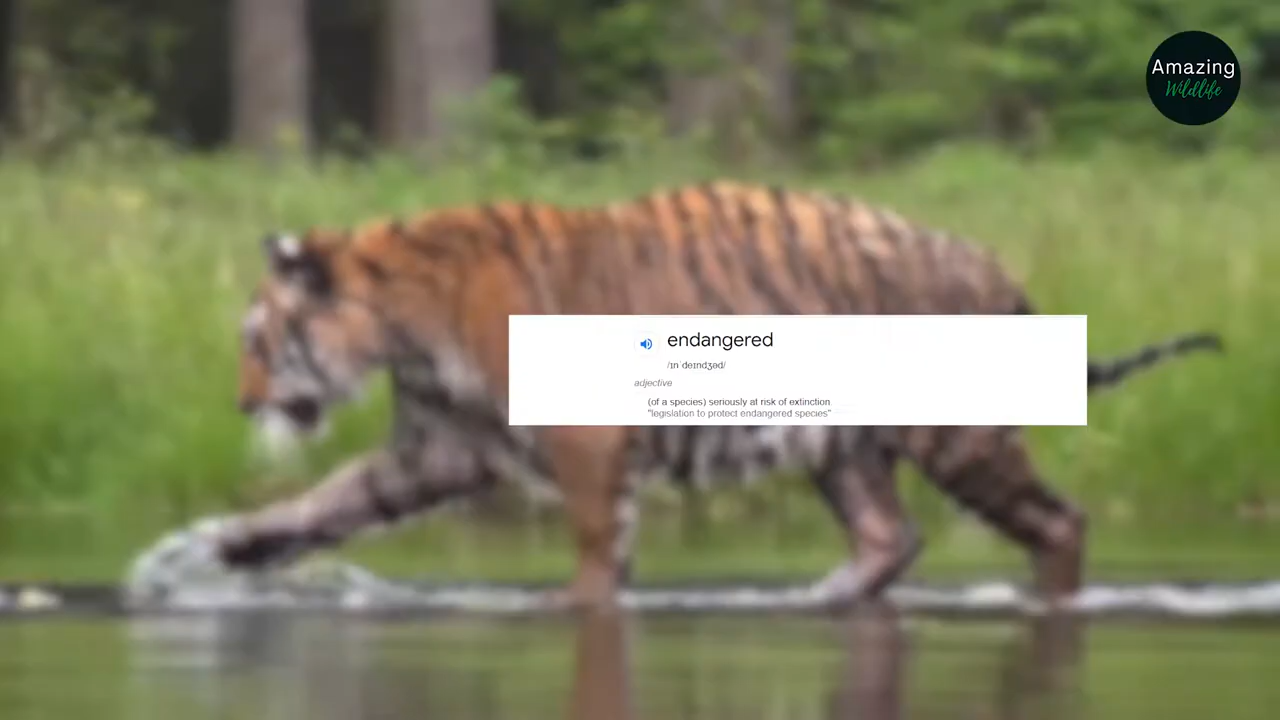 Amazing
Wildlife
endangered
/ɪnˈdeɪndʒəd/
adjective
(of a species) seriously at risk of extinction.
"legislation to protect endangered species"